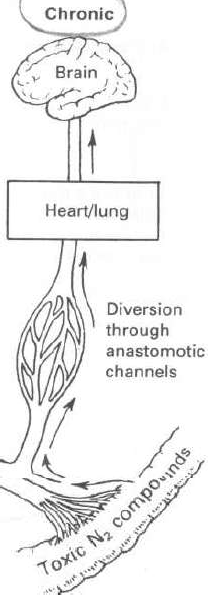 Chronic
Brain
Heart/lung
Diversion
through
anastomotic
channels
Toxic N₂ compounds